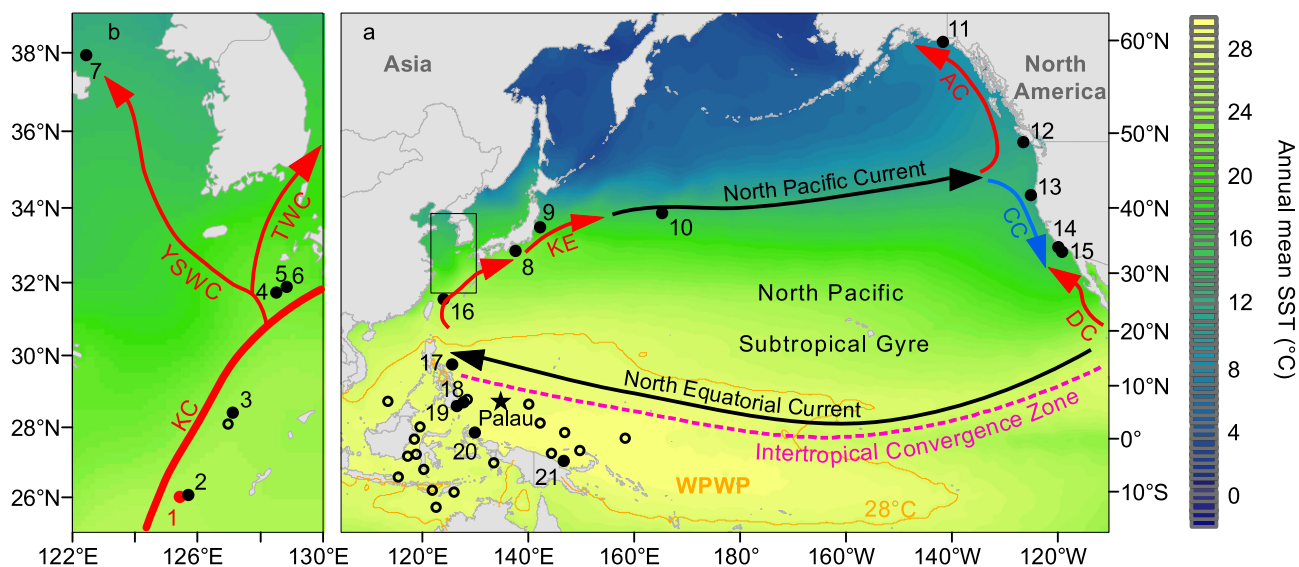 b
38°N
36°N
34°N
32°N
30°N
28°N
26°N
122°E
126°E
130°E
7
YSWC
TWC
4
5
6
KC
3
2
1
a
Asia
North
America
11
AC
12
13
14
15
CC
DC
North Pacific Current
10
9
KE
8
16
North Pacific
Subtropical Gyre
17
18
19
Palau
20
21
North Equatorial Current
Intertropical Convergence Zone
WPWP
28°C
60°N
50°N
40°N
30°N
20°N
10°N
0°
10°S
120°E
140°E
160°E
180°W
160°W
140°W
120°W
28
24
20
16
12
8
4
0
Annual mean SST (°C)